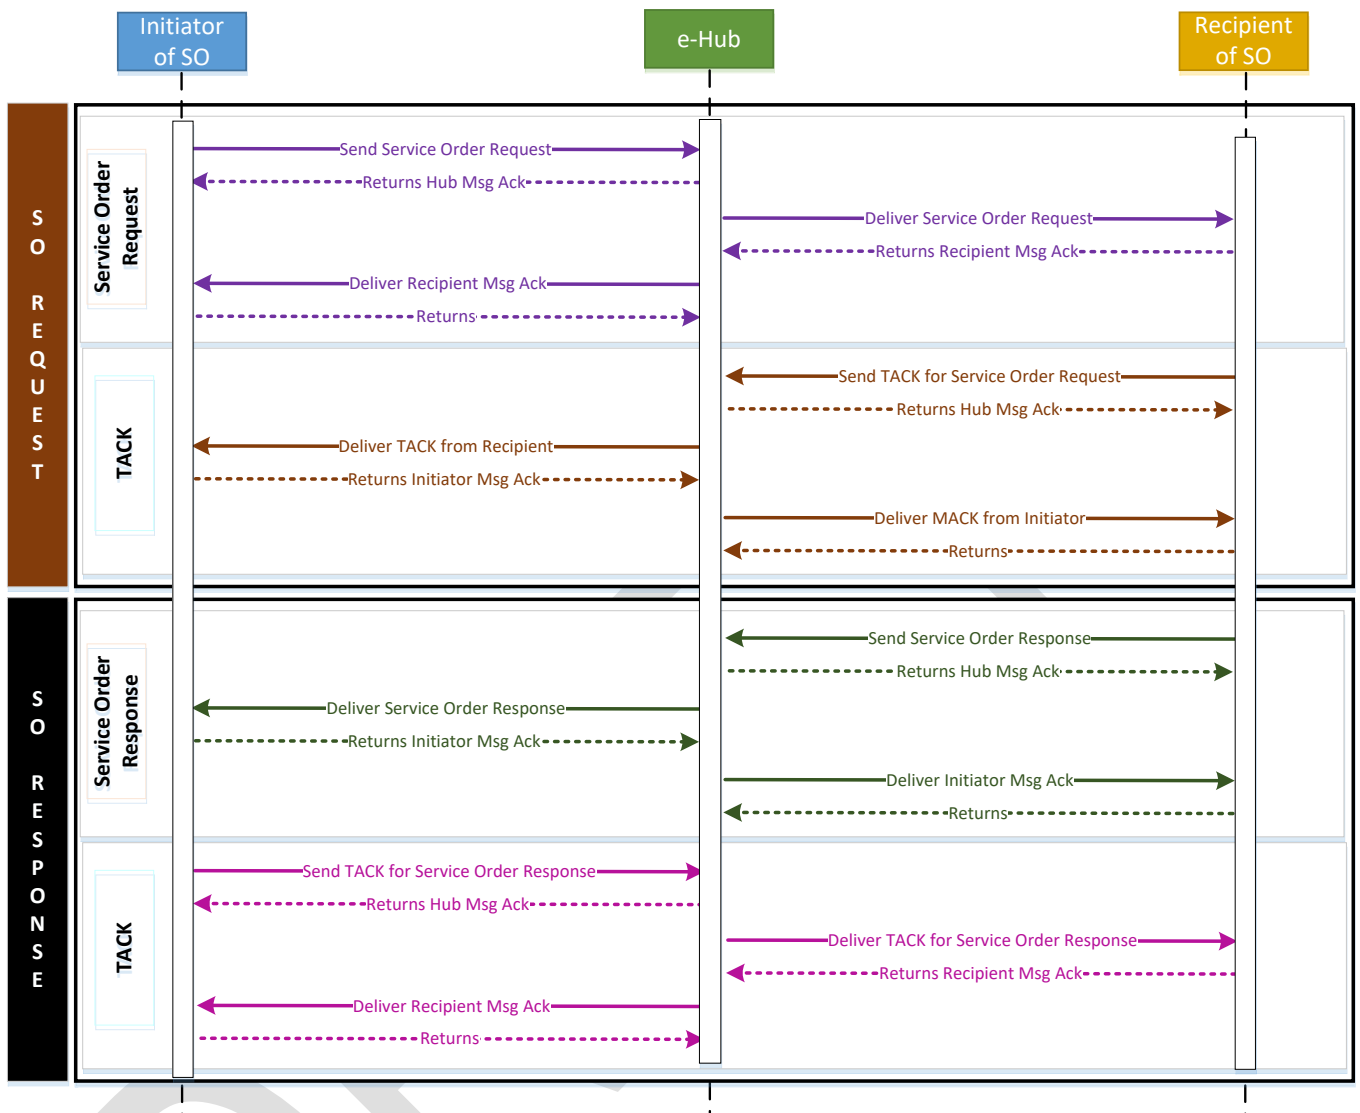 Initiator
of SO
e-Hub
Recipient
of SO
SO REQUEST
Service Order
Request
Send Service Order Request
Returns Hub Msg Ack
Deliver Service Order Request
Returns Recipient Msg Ack
Deliver Recipient Msg Ack
Returns
TACK
Send TACK for Service Order Request
Returns Hub Msg Ack
Deliver TACK from Recipient
Returns Initiator Msg Ack
Deliver MACK from Initiator
Returns
SO RESPONSE
Service Order
Response
Send Service Order Response
Returns Hub Msg Ack
Deliver Service Order Response
Returns Initiator Msg Ack
Deliver Initiator Msg Ack
Returns
TACK
Send TACK for Service Order Response
Returns Hub Msg Ack
Deliver TACK for Service Order Response
Returns Recipient Msg Ack
Deliver Recipient Msg Ack
Returns